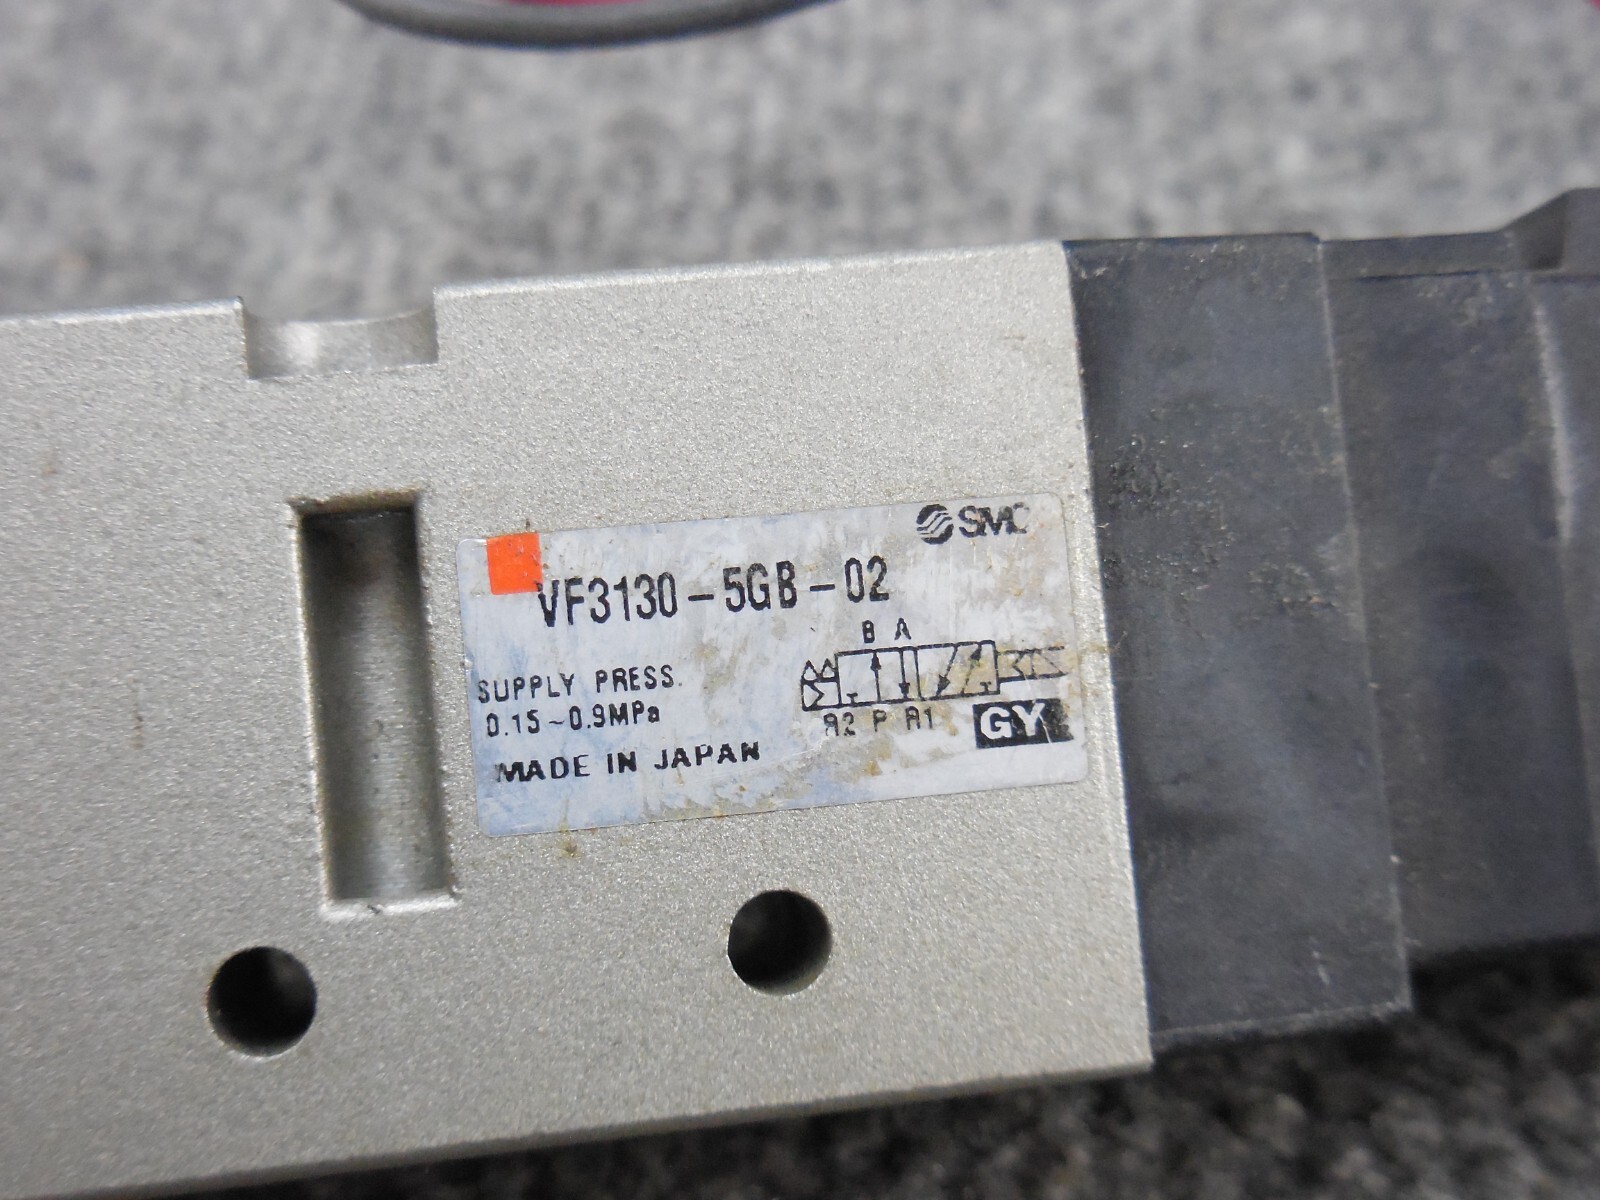 SMC
VF3130-5GB-02
B A
SUPPLY PRESS.
0.15~0.9MPa
R2 P R1
GY
MADE IN JAPAN